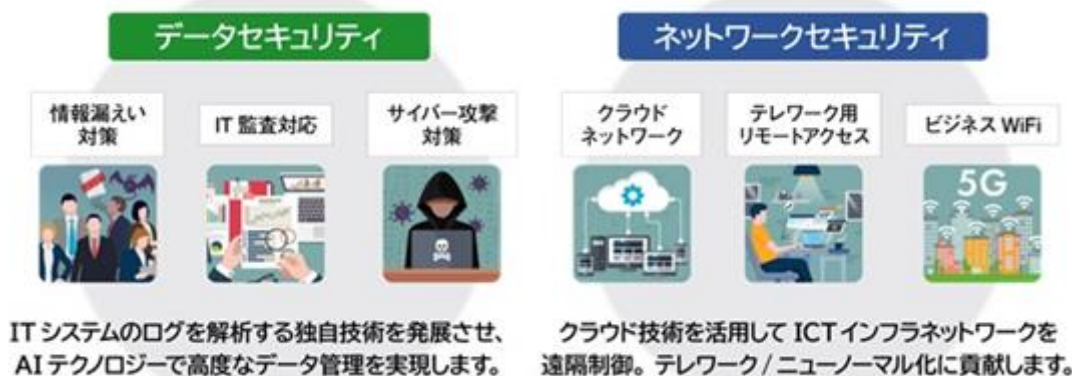 データセキュリティ
情報漏えい
対策
IT 監査対応
サイバー攻撃
対策
IT システムのログを解析する独自技術を発展させ、
AI テクノロジーで高度なデータ管理を実現します。
ネットワークセキュリティ
クラウド
ネットワーク
テレワーク用
リモートアクセス
ビジネス WiFi
5G
クラウド技術を活用して ICT インフラネットワークを
遠隔制御。テレワーク / ニューノーマル化に貢献します。